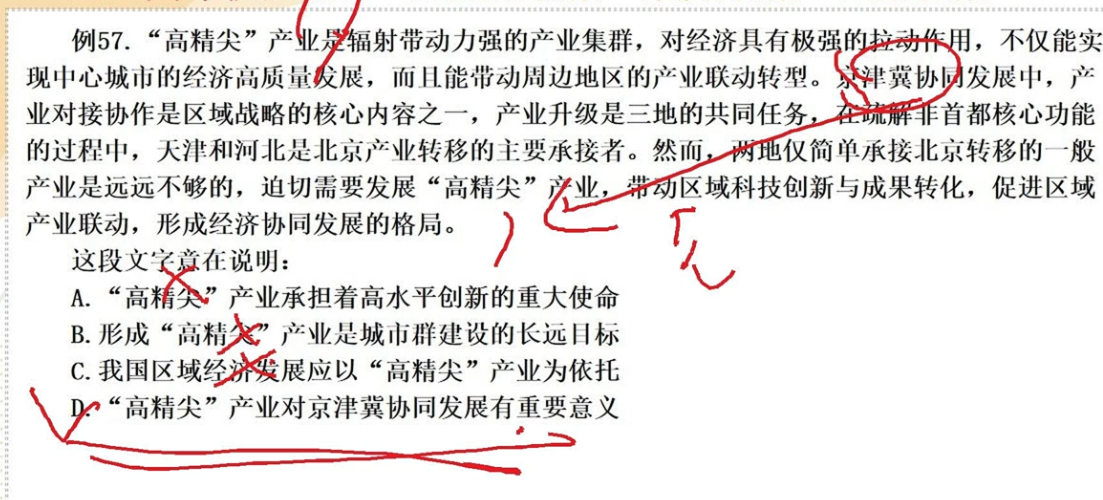 例57.“高精尖”产业是辐射带动力强的产业集群，对经济具有极强的拉动作用，不仅能实
现中心城市的经济高质量发展，而且能带动周边地区的产业联动转型。京津冀协同发展中，产
业对接协作是区域战略的核心内容之一，产业升级是三地的共同任务，在疏解非首都核心功能
的过程中，天津和河北是北京产业转移的主要承接者。然而，两地仅简单承接北京转移的一般
产业是远远不够的，迫切需要发展“高精尖”产业，带动区域科技创新与成果转化，促进区域
产业联动，形成经济协同发展的格局。
这段文字意在说明：
A.“高精尖”产业承担着高水平创新的重大使命
B.形成“高精尖”产业是城市群建设的长远目标
C.我国区域经济发展应以“高精尖”产业为依托
D.“高精尖”产业对京津冀协同发展有重要意义